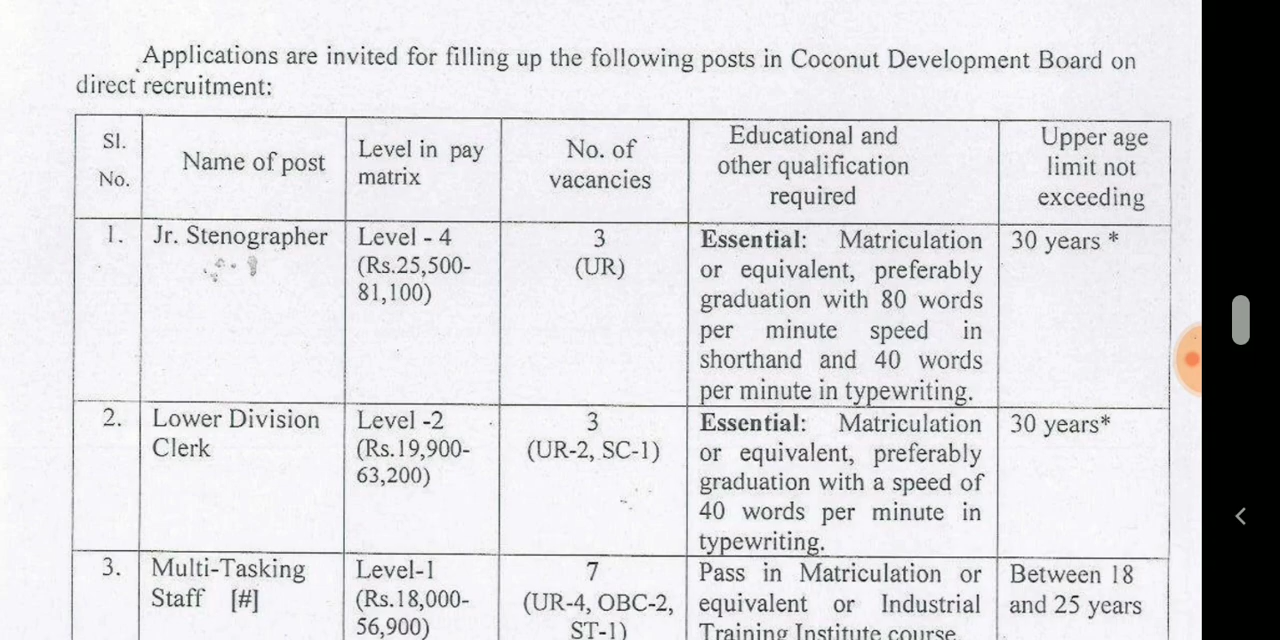 Applications are invited for filling up the following posts in Coconut Development Board on
direct recruitment:
Sl.
No.
Name of post
Level in pay
matrix
No. of
vacancies
Educational and
other qualification
required
Upper age
limit not
exceeding
1.
Jr. Stenographer
Level - 4
(Rs.25,500-
81,100)
3
(UR)
Essential: Matriculation
or equivalent, preferably
graduation with 80 words
per minute speed in
shorthand and 40 words
per minute in typewriting.
30 years *
2.
Lower Division
Clerk
Level -2
(Rs.19,900-
63,200)
3
(UR-2, SC-1)
Essential: Matriculation
or equivalent, preferably
graduation with a speed of
40 words per minute in
typewriting.
30 years*
3.
Multi-Tasking
Staff [#]
Level-1
(Rs.18,000-
56,900)
7
(UR-4, OBC-2,
ST-1)
Pass in Matriculation or
equivalent or Industrial
Training Institute course.
Between 18
and 25 years